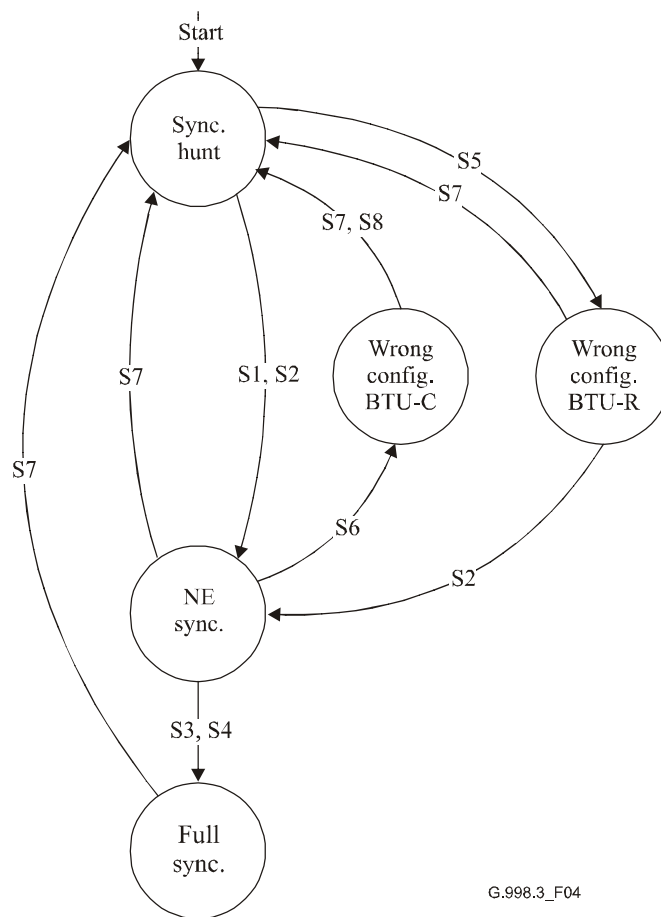 Start
Sync.
hunt
S5
S7
S7, S8
Wrong
config.
BTU-C
Wrong
config.
BTU-R
S7
S1, S2
S7
S6
S2
NE
sync.
S3, S4
Full
sync.
G.998.3_F04